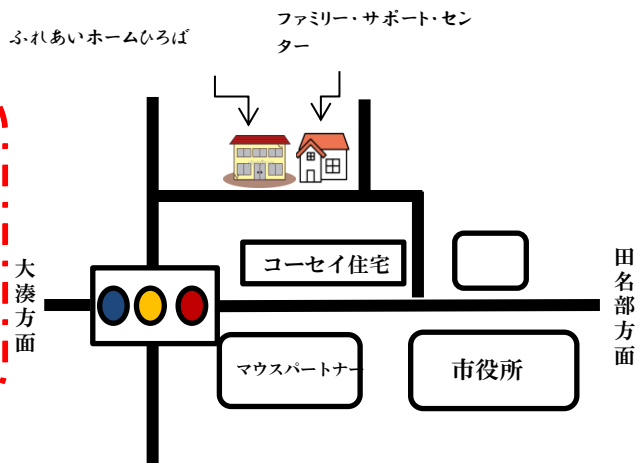 ふれあいホームひろば
ファミリー・サポート・セン
ター
コーセイ住宅
大湊方面
田名部方面
マウスパートナー
市役所